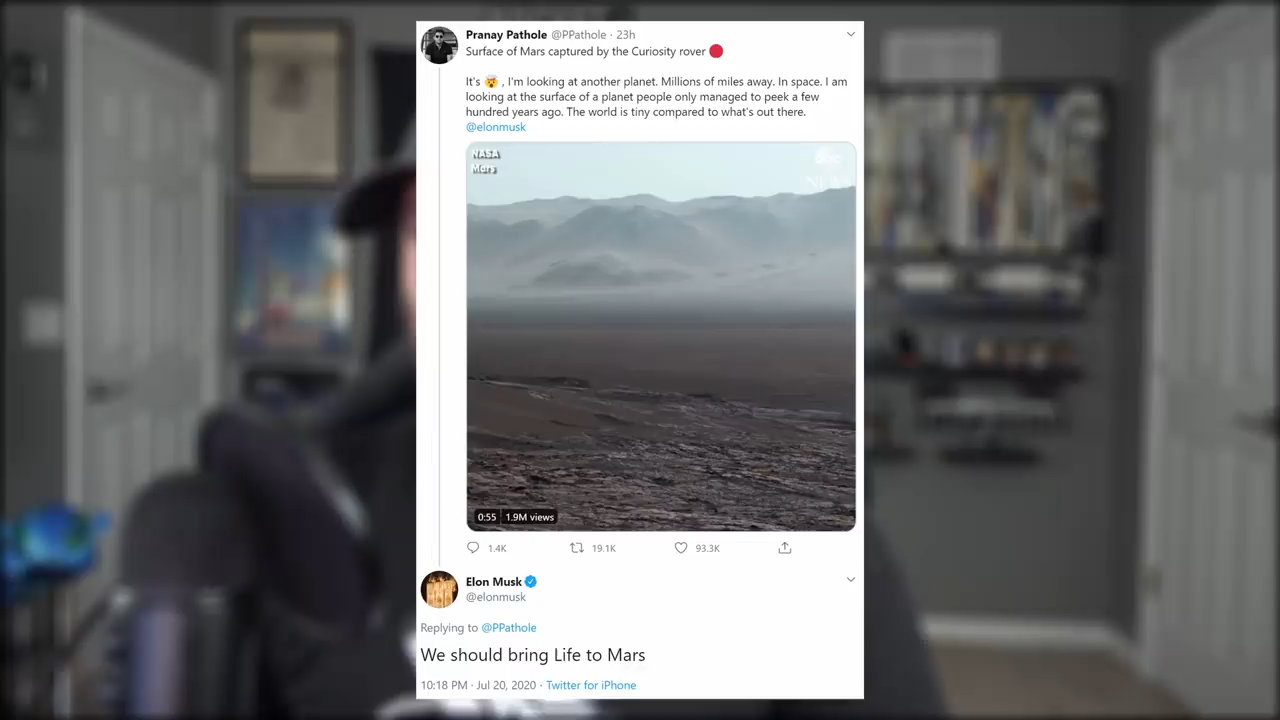 Pranay Pathole @PPathole · 23h
Surface of Mars captured by the Curiosity rover 🔴
It's 🤯 , I'm looking at another planet. Millions of miles away. In space. I am
looking at the surface of a planet people only managed to peek a few
hundred years ago. The world is tiny compared to what's out there.
@elonmusk
NASA
Mars
abc
NEWS
0:55 1.9M views
1.4K 19.1K 93.3K
Elon Musk
@elonmusk
Replying to @PPathole
We should bring Life to Mars
10:18 PM · Jul 20, 2020 · Twitter for iPhone